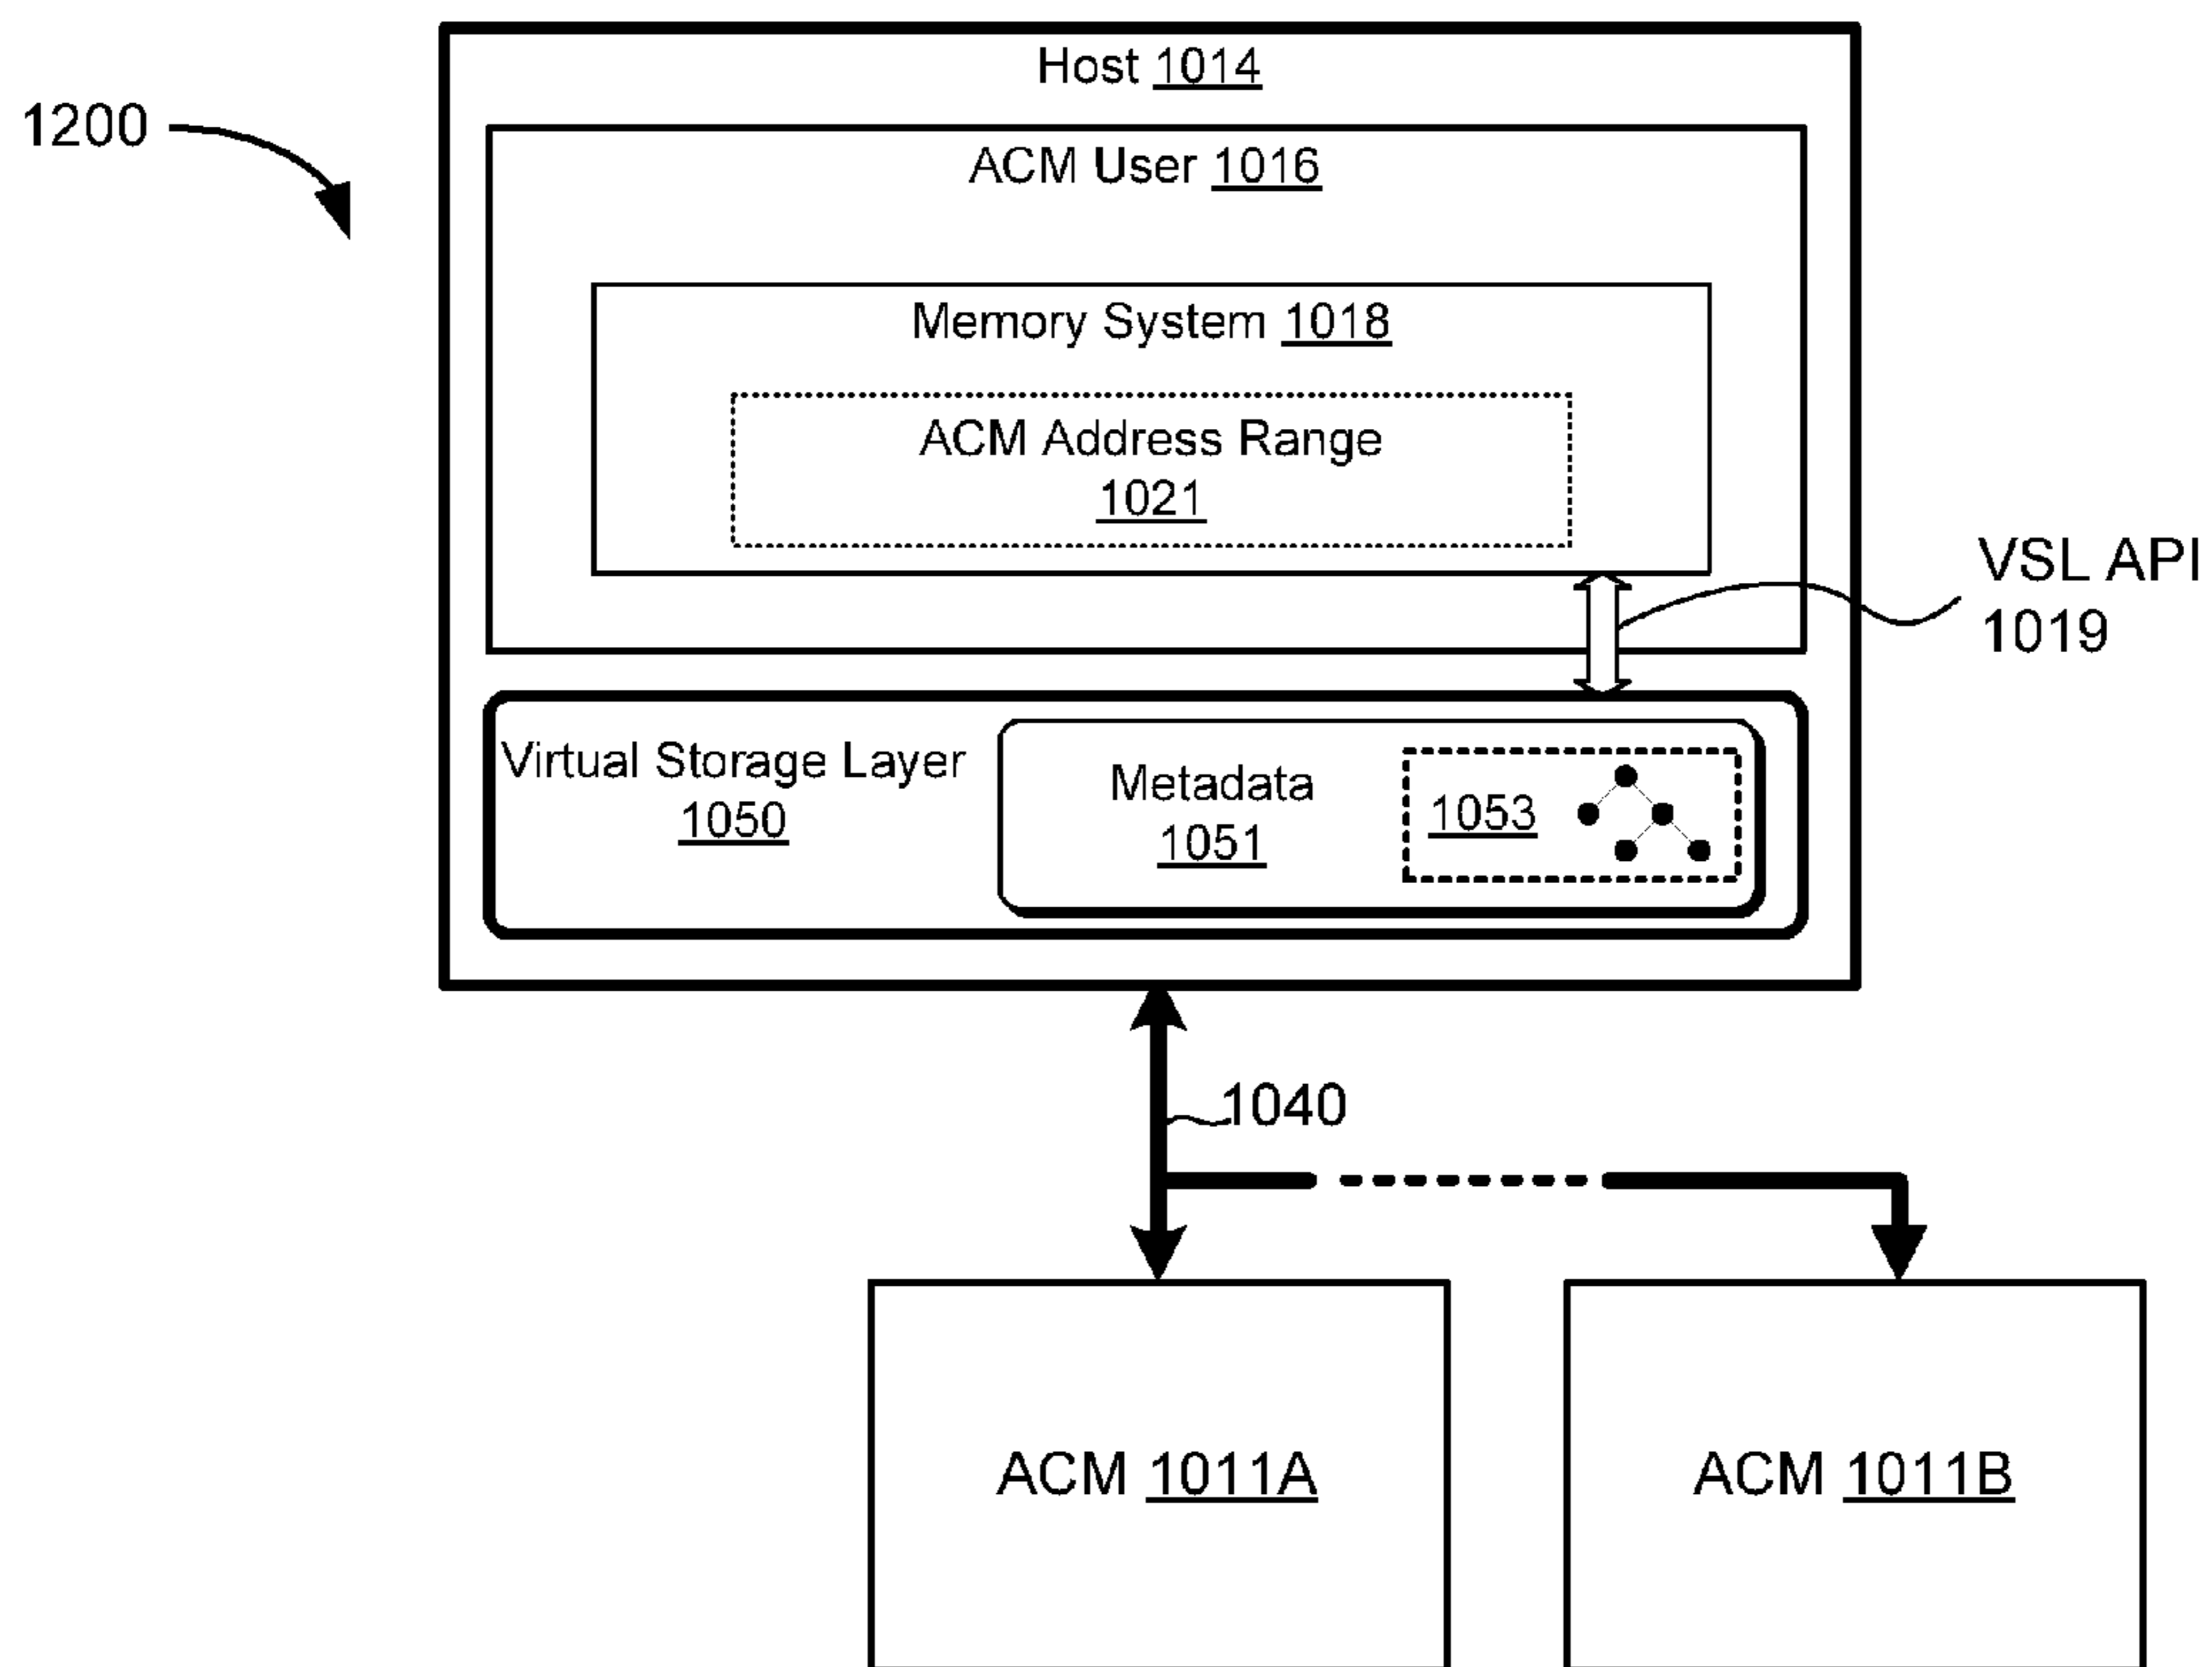 Host 1014
1200
ACM User 1016
Memory System 1018
ACM Address Range
1021
VSL API
1019
Virtual Storage Layer
1050
Metadata
1051
1053
1040
ACM 1011A
ACM 1011B